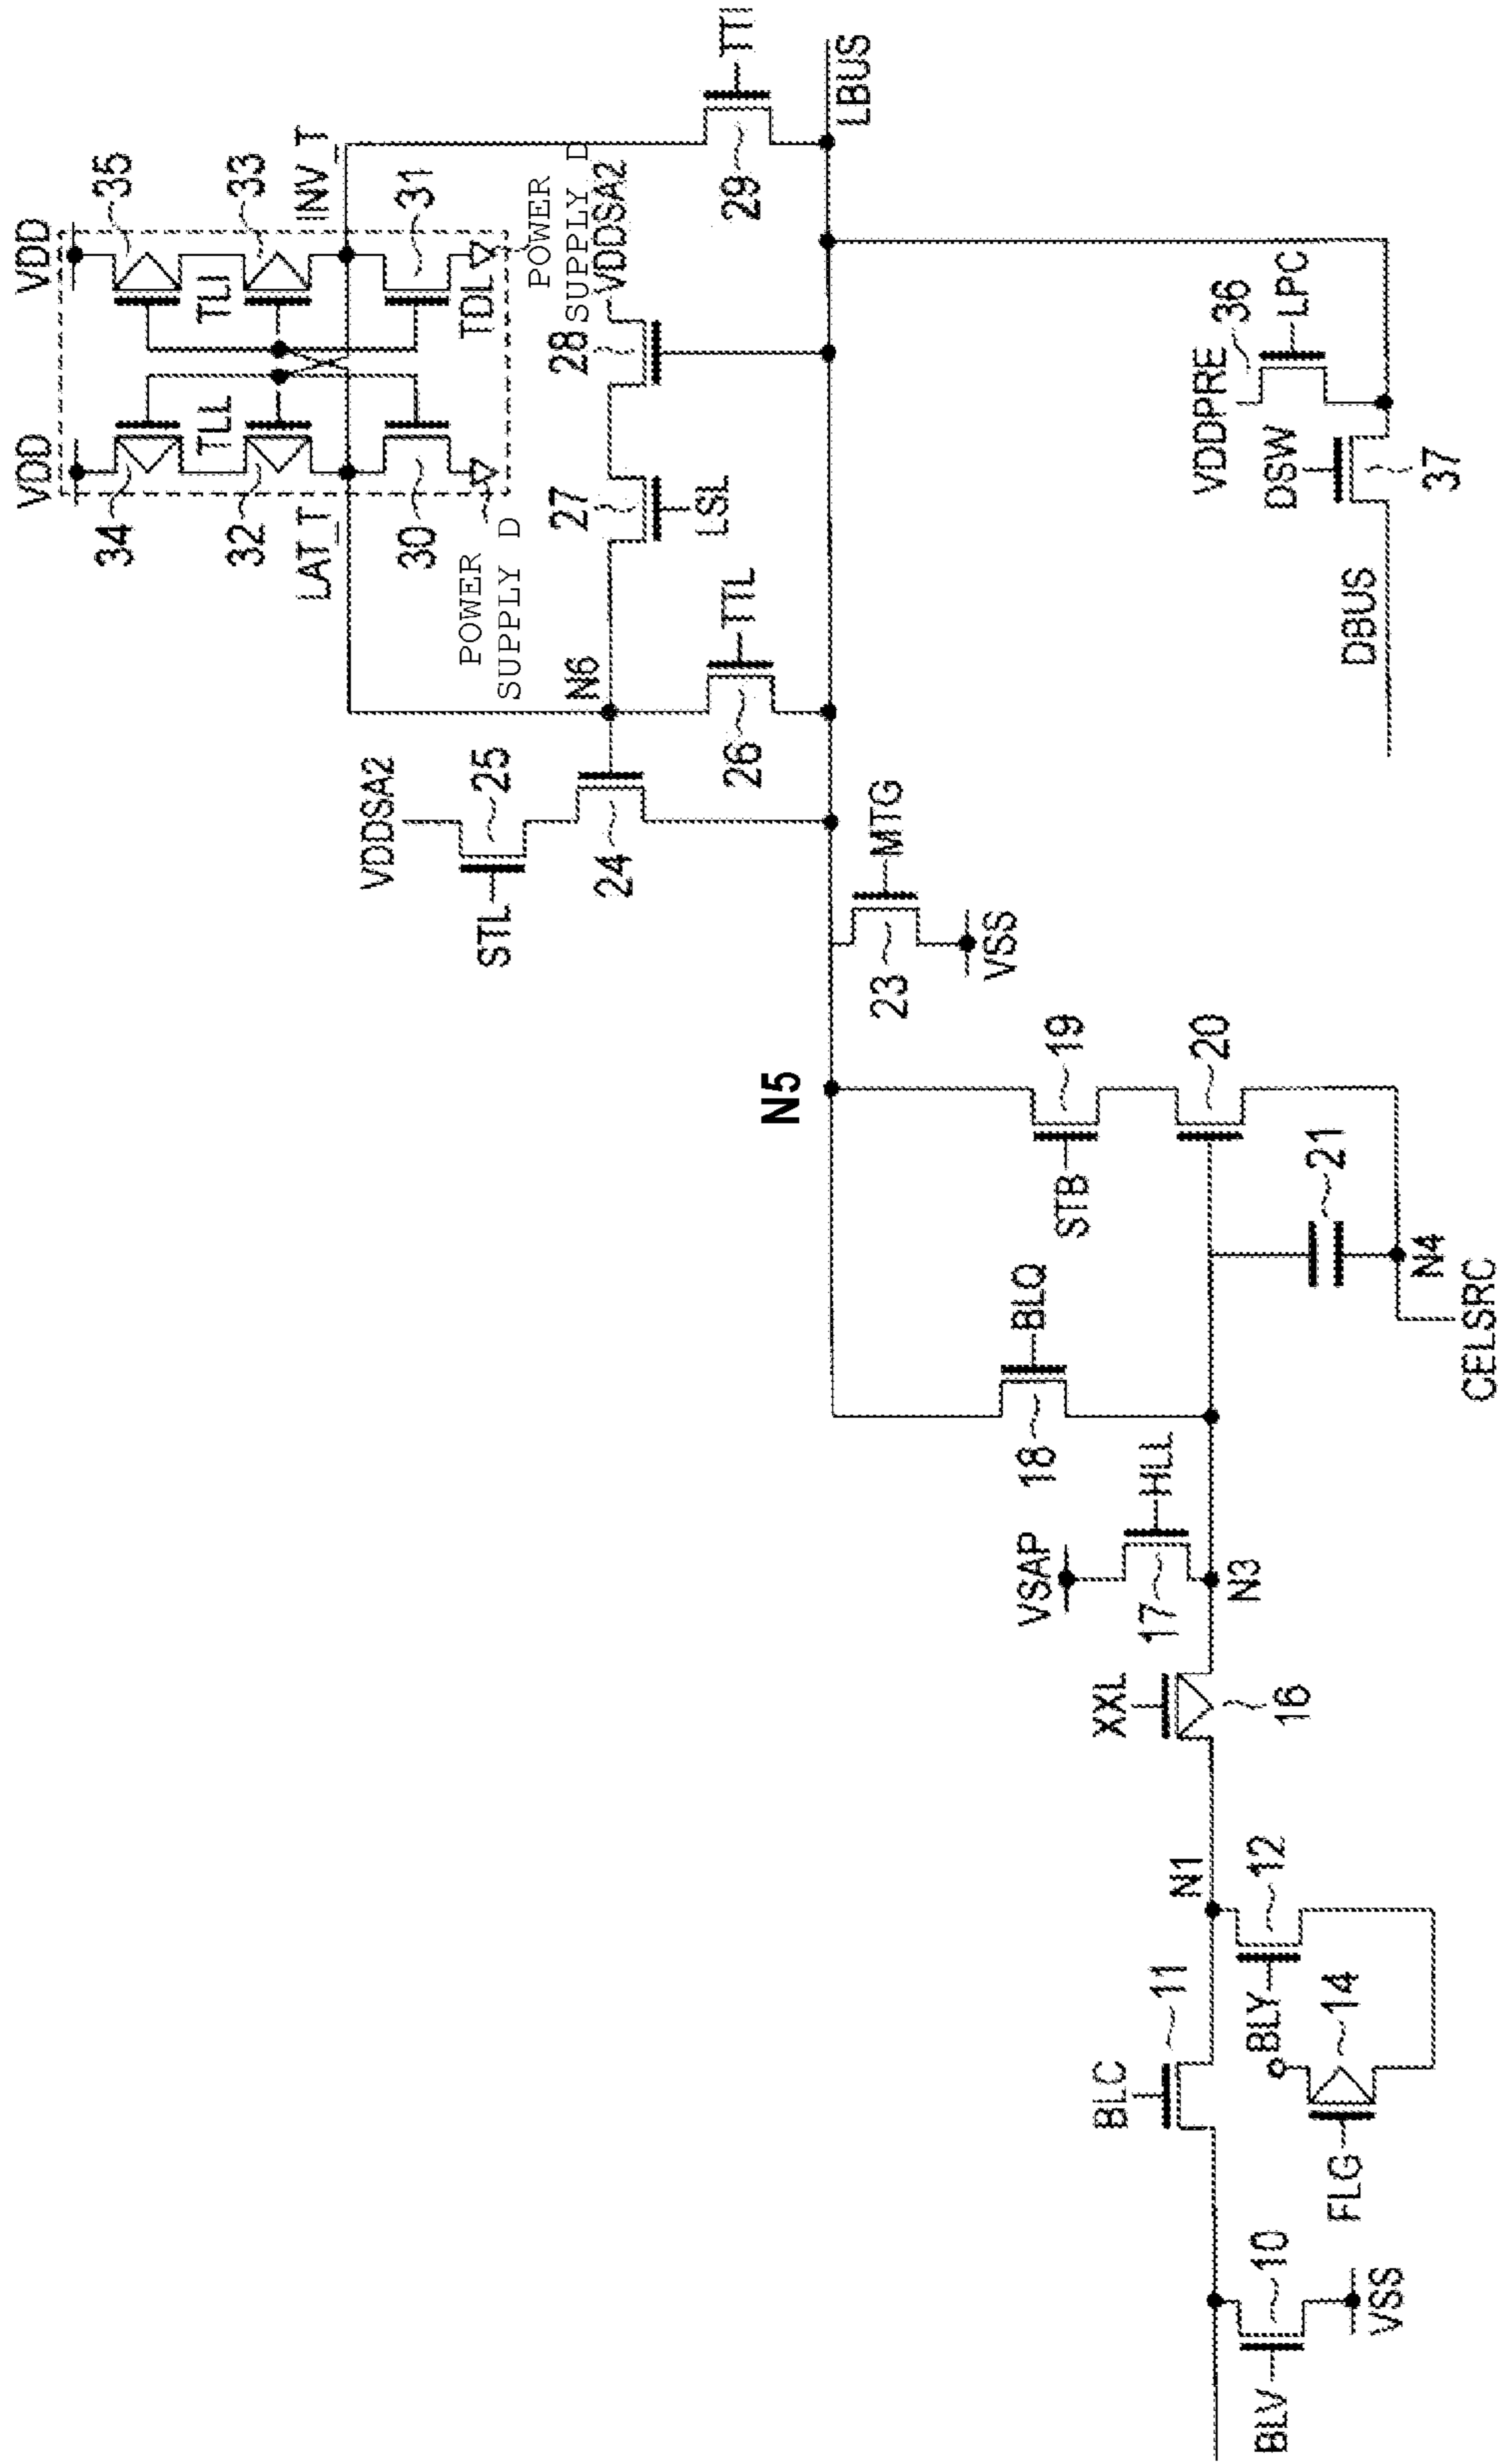 VDD
VDD
34
35
TLL
TLI
32
33
LAT_T
INV_T
30
31
TDL
POWER
SUPPLY D
POWER
SUPPLY D
VDDSA2
STL
25
24
N6
27
LSL
28
VDDSA2
26
TTL
29
LBUS
N5
23
MTG
VSS
STB
19
20
21
N4
CELSRC
18
BLQ
VSAP
17
HLL
N3
XXL
16
N1
BLC
11
12
BLY
14
FLG
10
BLV
VSS
VDDPRE
36
LPC
DSW
37
DBUS